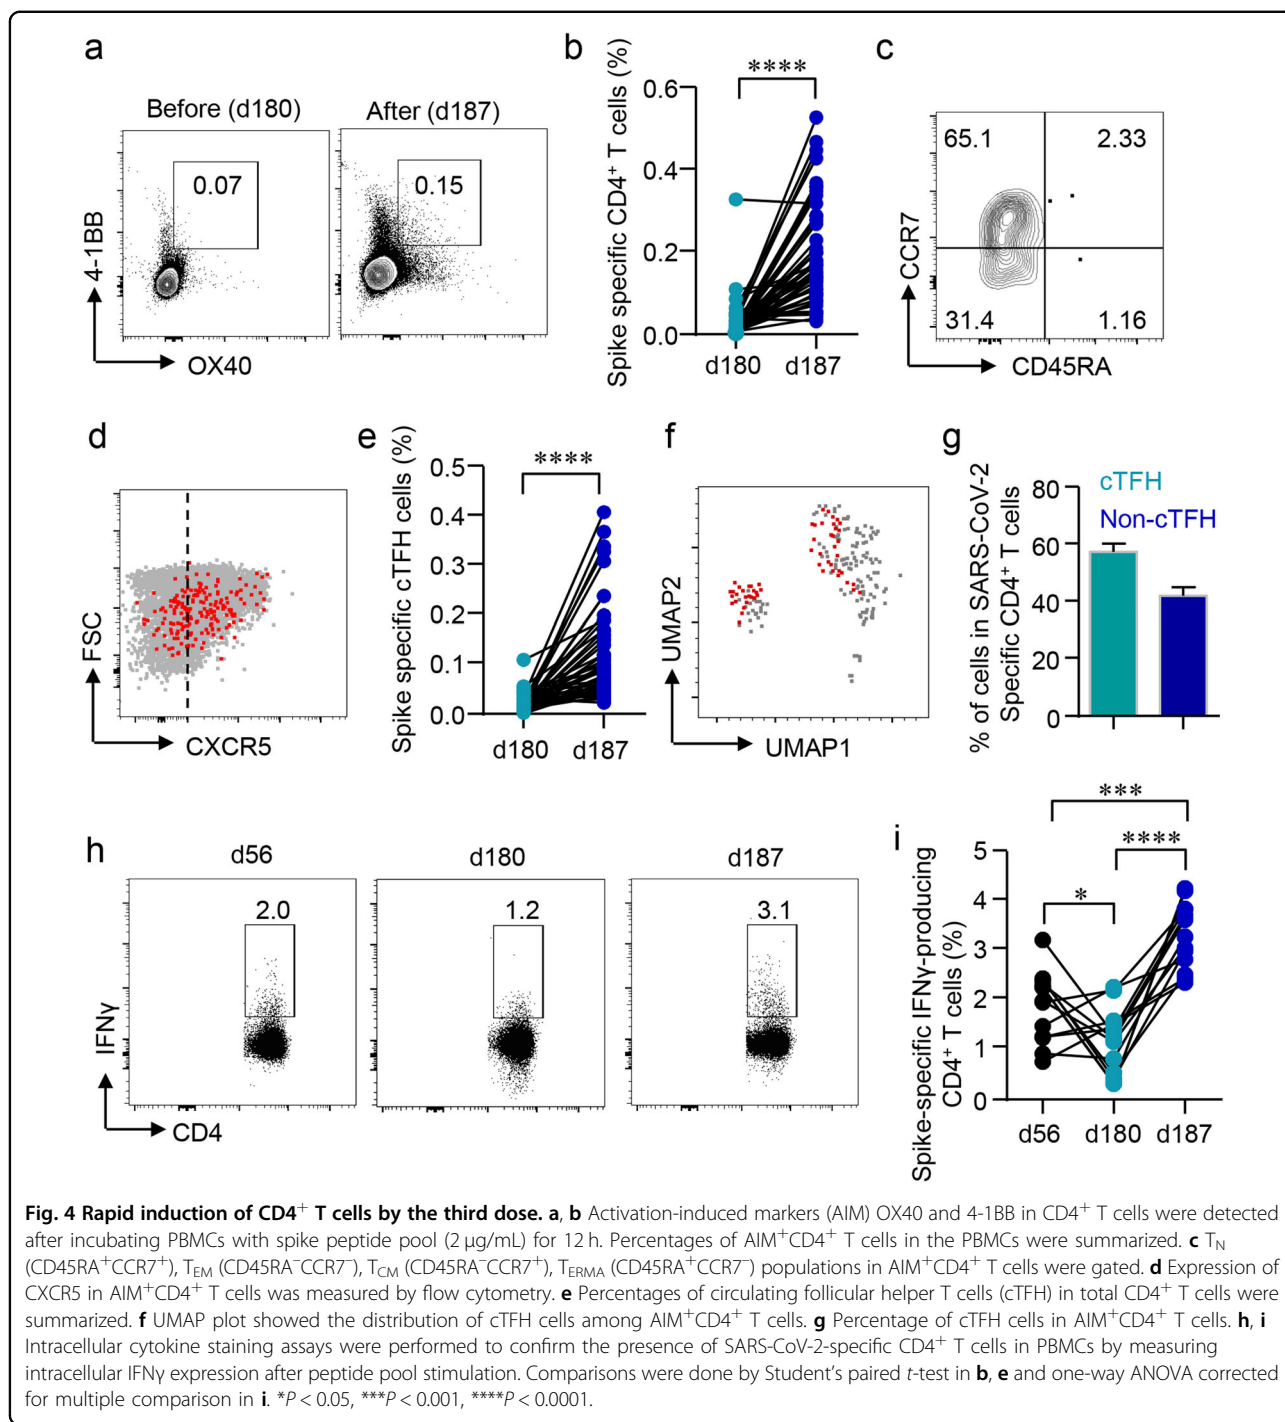 a
Before (d180)
After (d187)
0.07
0.15
4-1BB
OX40
b
Spike specific CD4⁺ T cells (%)
****
0.6
0.4
0.2
0.0
d180
d187
c
65.1
2.33
31.4
1.16
CCR7
CD45RA
d
FSC
CXCR5
e
Spike specific cTFH cells (%)
****
0.5
0.4
0.3
0.2
0.1
0.0
d180
d187
f
UMAP2
UMAP1
g
% of cells in SARS-CoV-2
Specific CD4⁺ T cells
80
60
40
20
0
cTFH
Non-cTFH
h
d56
d180
d187
2.0
1.2
3.1
IFNγ
CD4
i
Spike-specific IFNγ-producing
CD4⁺ T cells (%)
***
****
*
5
4
3
2
1
0
d56
d180
d187
Fig. 4 Rapid induction of CD4⁺ T cells by the third dose. a, b Activation-induced markers (AIM) OX40 and 4-1BB in CD4⁺ T cells were detected
after incubating PBMCs with spike peptide pool (2 μg/mL) for 12 h. Percentages of AIM⁺CD4⁺ T cells in the PBMCs were summarized. c T_N
(CD45RA⁺CCR7⁺), T_EM (CD45RA⁻CCR7⁻), T_CM (CD45RA⁻CCR7⁺), T_ERMA (CD45RA⁺CCR7⁻) populations in AIM⁺CD4⁺ T cells were gated. d Expression of
CXCR5 in AIM⁺CD4⁺ T cells was measured by flow cytometry. e Percentages of circulating follicular helper T cells (cTFH) in total CD4⁺ T cells were
summarized. f UMAP plot showed the distribution of cTFH cells among AIM⁺CD4⁺ T cells. g Percentage of cTFH cells in AIM⁺CD4⁺ T cells. h, i
Intracellular cytokine staining assays were performed to confirm the presence of SARS-CoV-2-specific CD4⁺ T cells in PBMCs by measuring
intracellular IFNγ expression after peptide pool stimulation. Comparisons were done by Student's paired t-test in b, e and one-way ANOVA corrected
for multiple comparison in i. *P < 0.05, ***P < 0.001, ****P < 0.0001.